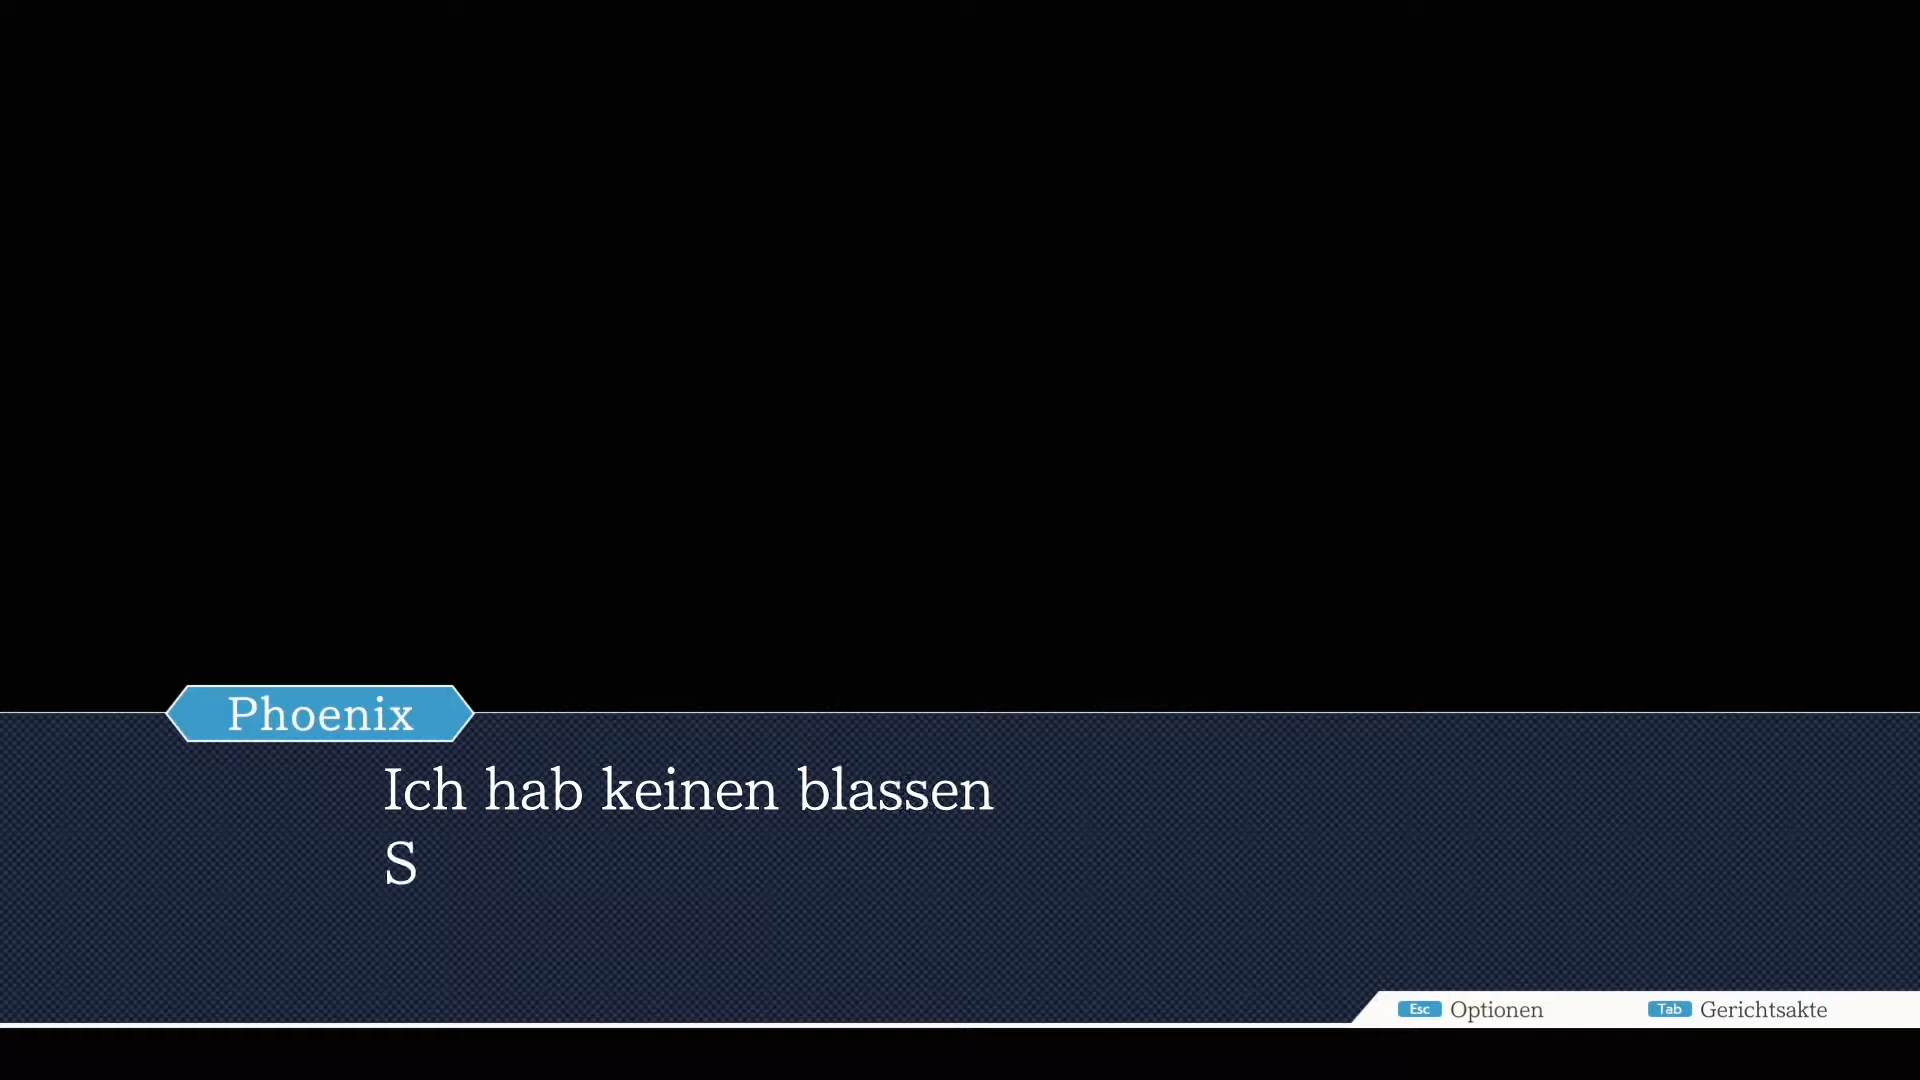 Phoenix
Ich hab keinen blassen
S
Esc Optionen Tab Gerichtsakte